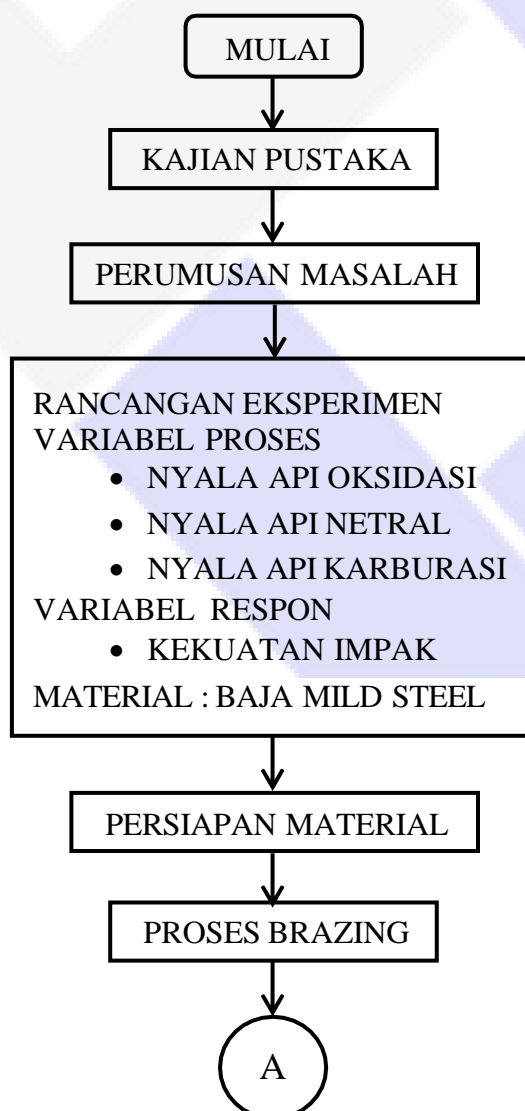 MULAI
KAJIAN PUSTAKA
PERUMUSAN MASALAH
RANCANGAN EKSPERIMEN
VARIABEL PROSES
• NYALA API OKSIDASI
• NYALA API NETRAL
• NYALA API KARBURASI
VARIABEL RESPON
• KEKUATAN IMPAK
MATERIAL : BAJA MILD STEEL
PERSIAPAN MATERIAL
PROSES BRAZING
A